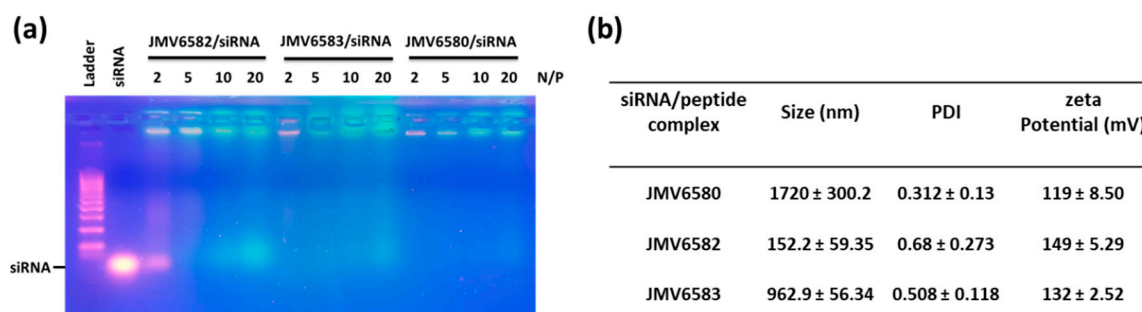 (a)
Ladder
siRNA
JMV6582/siRNA JMV6583/siRNA JMV6580/siRNA
2 5 10 20 2 5 10 20 2 5 10 20 N/P
siRNA
(b)
siRNA/peptide complex Size (nm) PDI zeta Potential (mV)
JMV6580 1720 ± 300.2 0.312 ± 0.13 119 ± 8.50
JMV6582 152.2 ± 59.35 0.68 ± 0.273 149 ± 5.29
JMV6583 962.9 ± 56.34 0.508 ± 0.118 132 ± 2.52